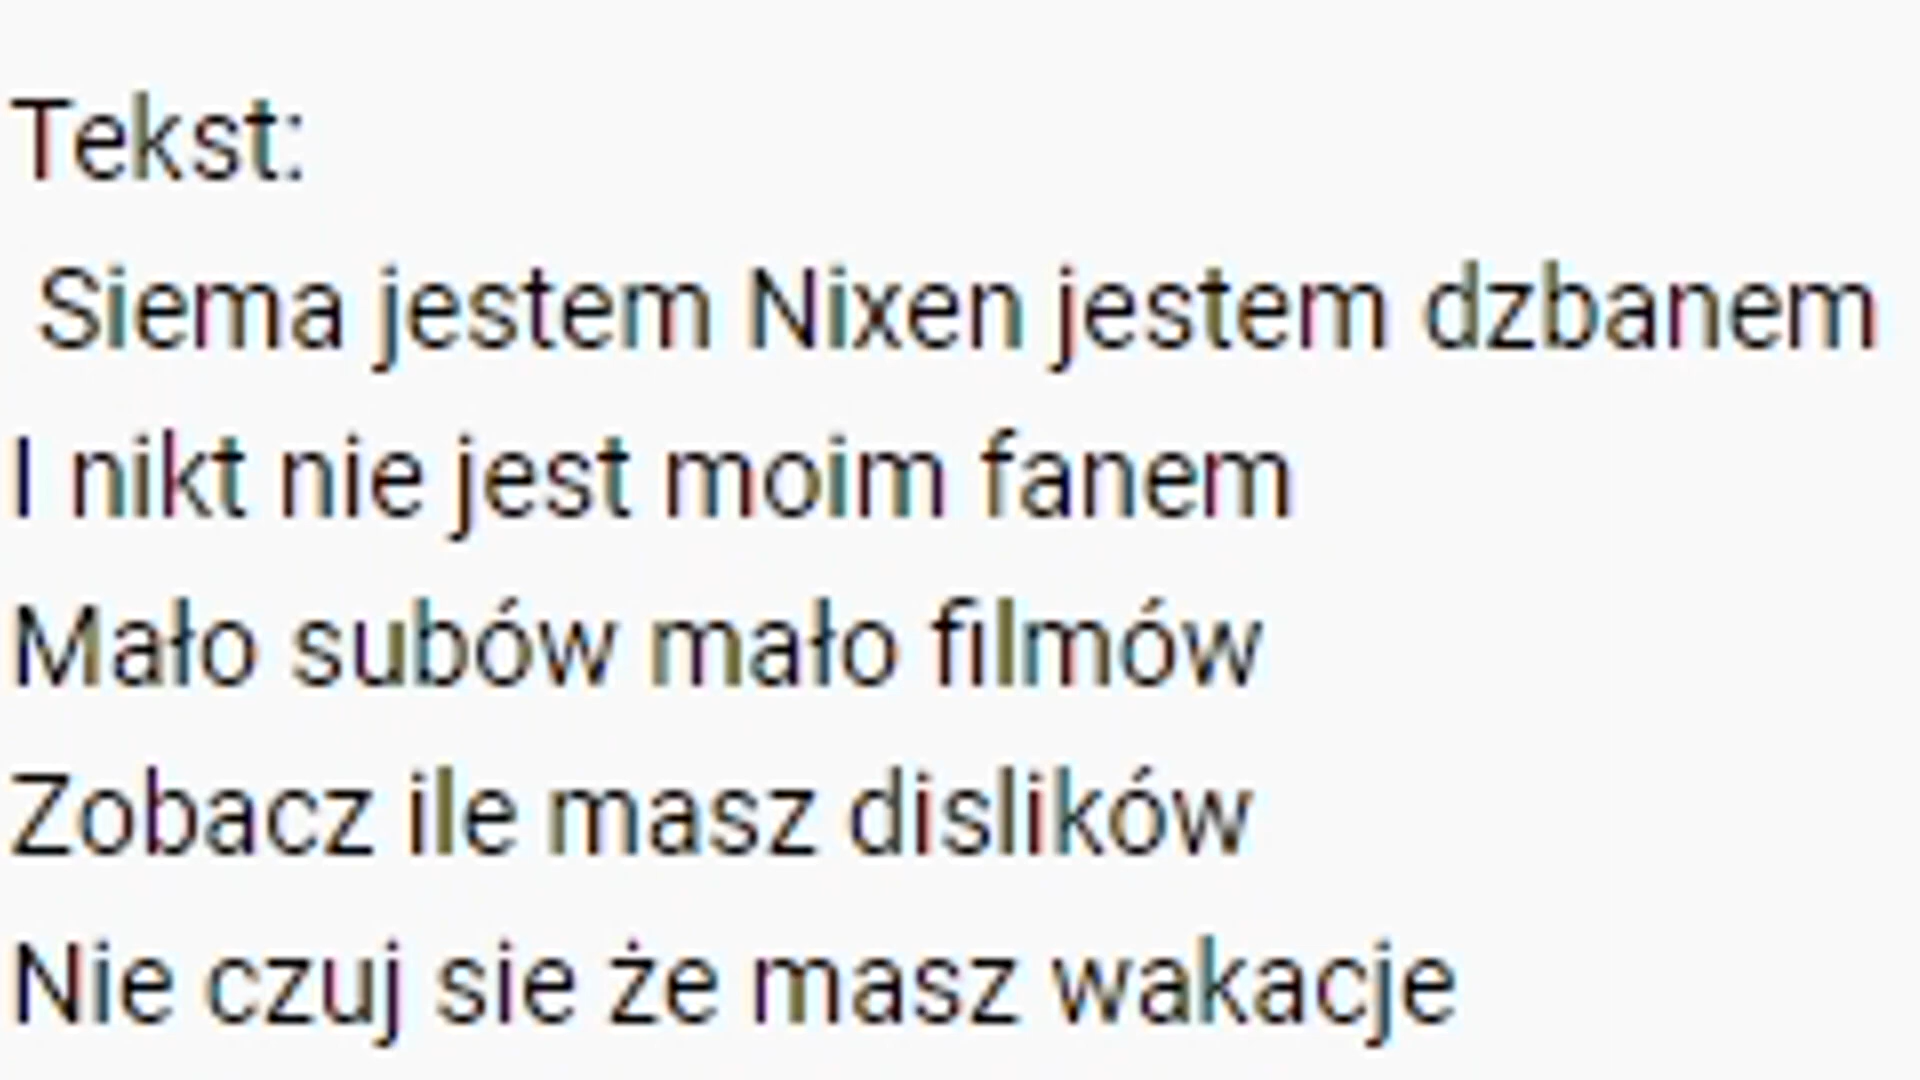 Tekst:
Siema jestem Nixen jestem dzbanem
I nikt nie jest moim fanem
Mało subów mało filmów
Zobacz ile masz dislików
Nie czuj sie że masz wakacje